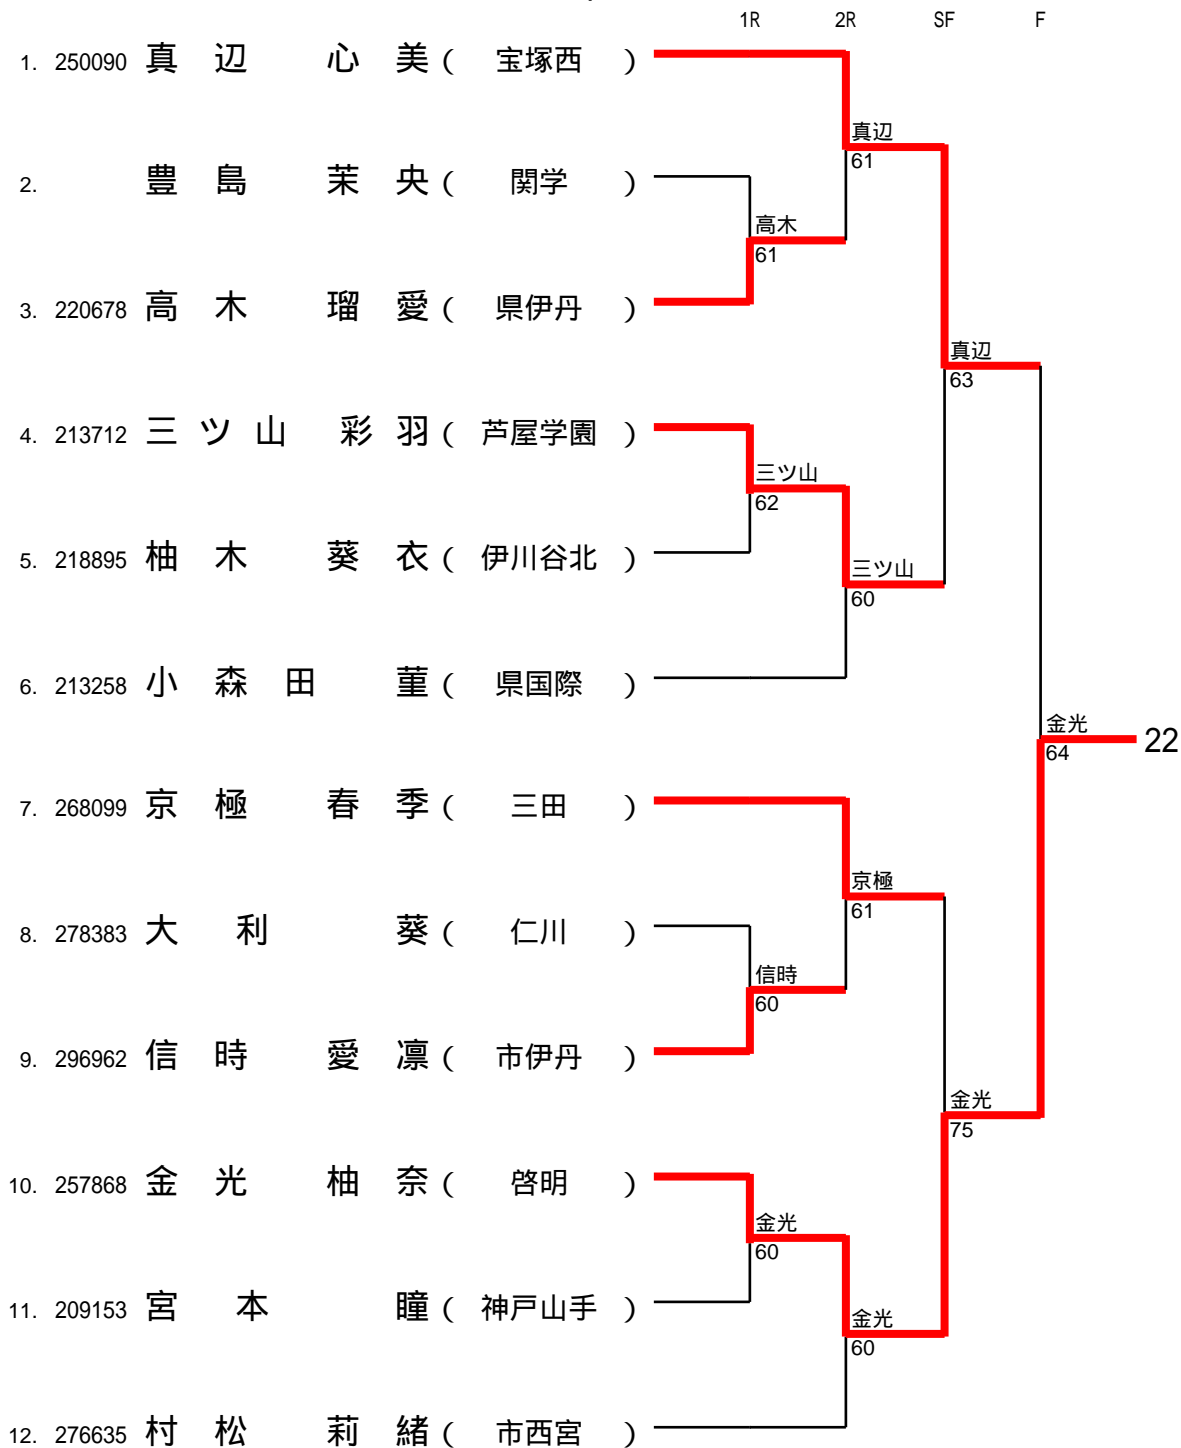 1R 2R SF F
1. 250090 真辺 心美 ( 宝塚西 )
真辺
61
2. 豊島 茉央 ( 関学 )
高木
61
3. 220678 高木 瑠愛 ( 県伊丹 )
真辺
63
4. 213712 三ツ山 彩羽 ( 芦屋学園 )
三ツ山
62
5. 218895 柚木 葵衣 ( 伊川谷北 )
三ツ山
60
6. 213258 小森田 菫 ( 県国際 )
金光
64
22
7. 268099 京極 春季 ( 三田 )
京極
61
8. 278383 大利 葵 ( 仁川 )
信時
60
9. 296962 信時 愛凛 ( 市伊丹 )
金光
75
10. 257868 金光 柚奈 ( 啓明 )
金光
60
11. 209153 宮本 瞳 ( 神戸山手 )
金光
60
12. 276635 村松 莉緒 ( 市西宮 )